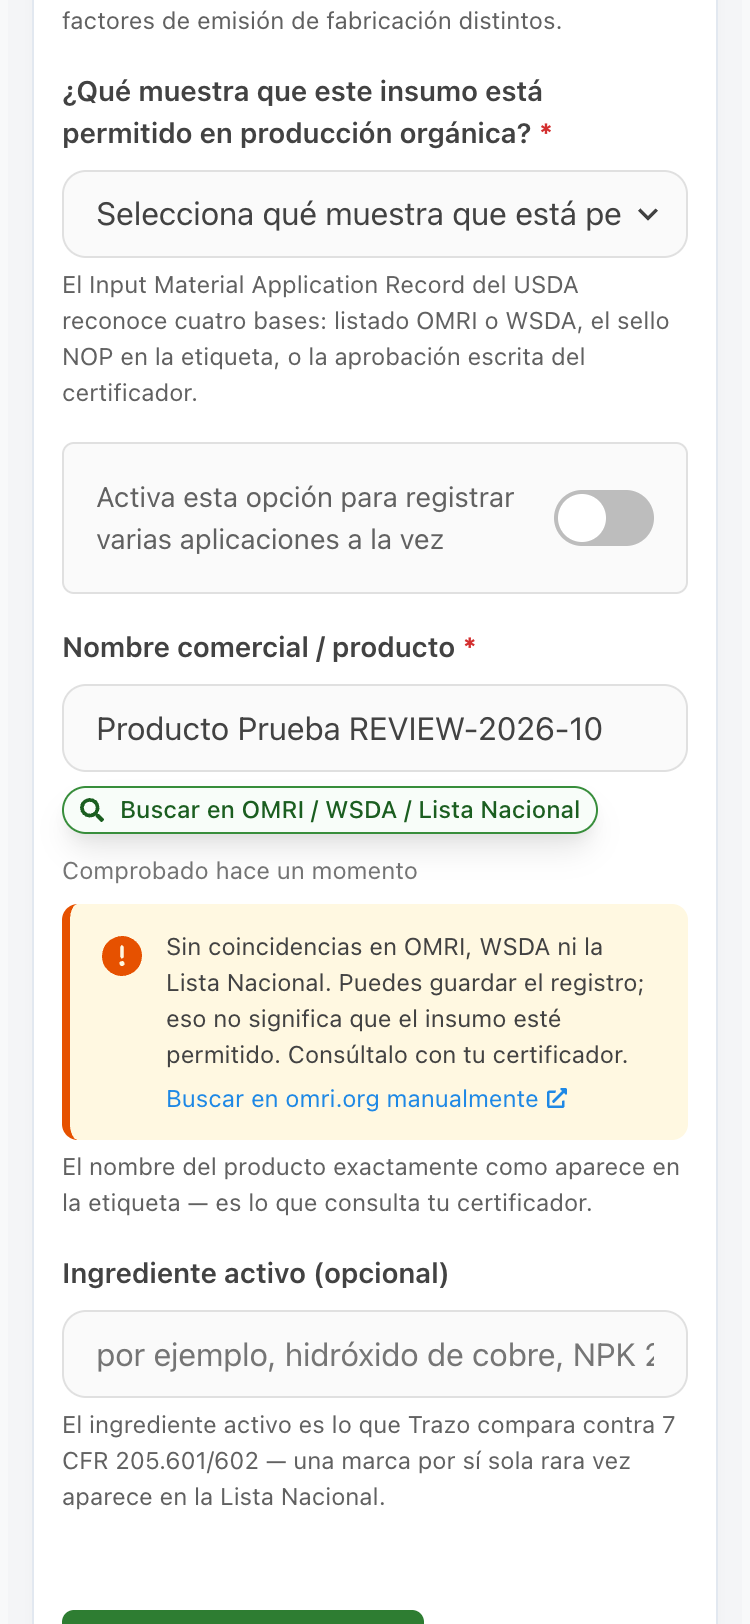 factores de emisión de fabricación distintos.
¿Qué muestra que este insumo está
permitido en producción orgánica? *
Selecciona qué muestra que está pe
El Input Material Application Record del USDA
reconoce cuatro bases: listado OMRI o WSDA, el sello
NOP en la etiqueta, o la aprobación escrita del
certificador.
Activa esta opción para registrar
varias aplicaciones a la vez
Nombre comercial / producto *
Producto Prueba REVIEW-2026-10
Buscar en OMRI / WSDA / Lista Nacional
Comprobado hace un momento
Sin coincidencias en OMRI, WSDA ni la
Lista Nacional. Puedes guardar el registro;
eso no significa que el insumo esté
permitido. Consúltalo con tu certificador.
Buscar en omri.org manualmente
El nombre del producto exactamente como aparece en
la etiqueta — es lo que consulta tu certificador.
Ingrediente activo (opcional)
por ejemplo, hidróxido de cobre, NPK 2
El ingrediente activo es lo que Trazo compara contra 7
CFR 205.601/602 — una marca por sí sola rara vez
aparece en la Lista Nacional.